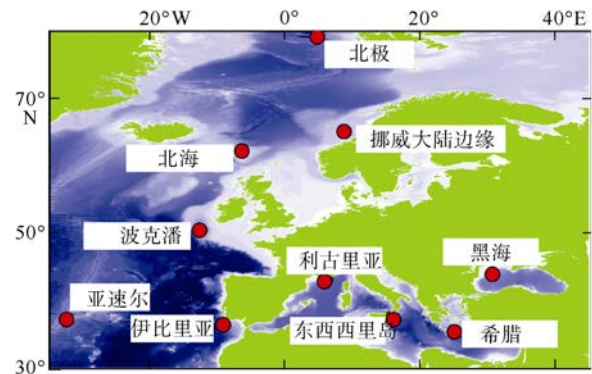 20°W 0° 20°E 40°E
北极
70°
N
挪威大陆边缘
北海
50°
波克潘
利古里亚
黑海
亚速尔
伊比里亚
东西西里岛
希腊
30°